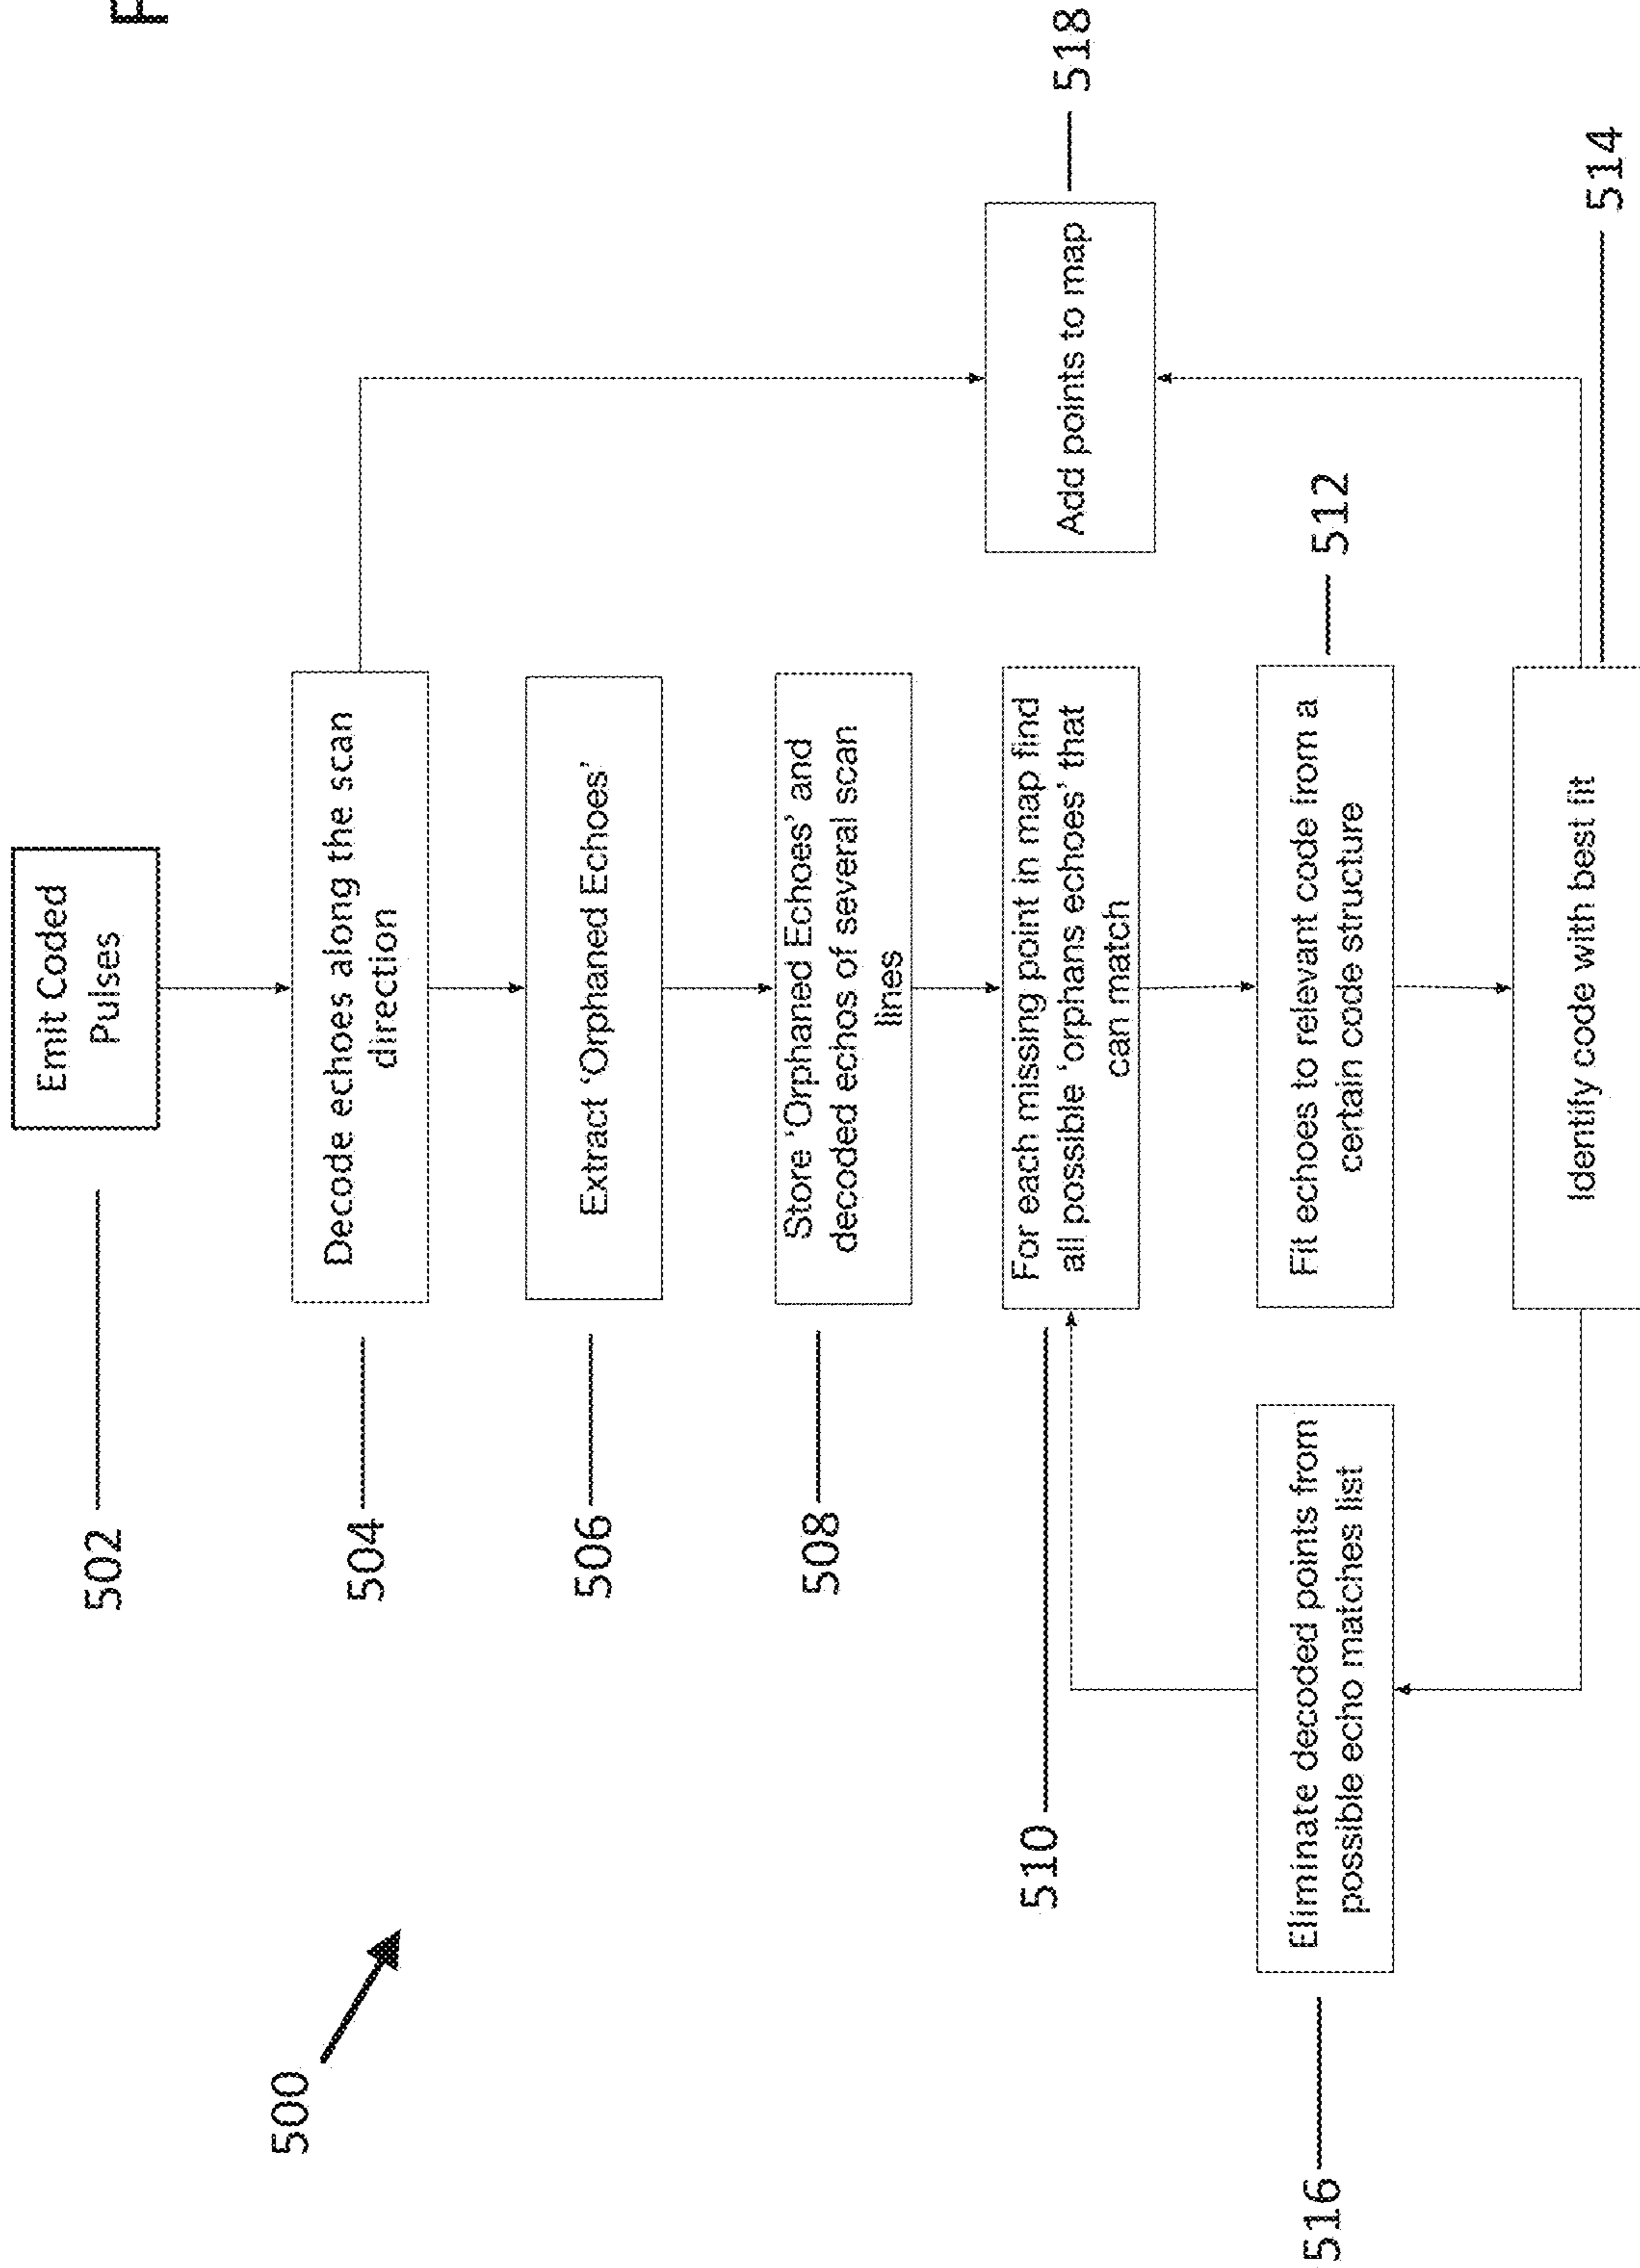 500
502
Emit Coded
Pulses
504
Decode echoes along the scan
direction
506
Extract ‘Orphaned Echoes’
508
Store ‘Orphaned Echoes’ and
decoded echos of several scan
lines
510
For each missing point in map find
all possible ‘orphans echoes’ that
can match
512
Fit echoes to relevant code from a
certain code structure
514
Identify code with best fit
516
Eliminate decoded points from
possible echo matches list
518
Add points to map